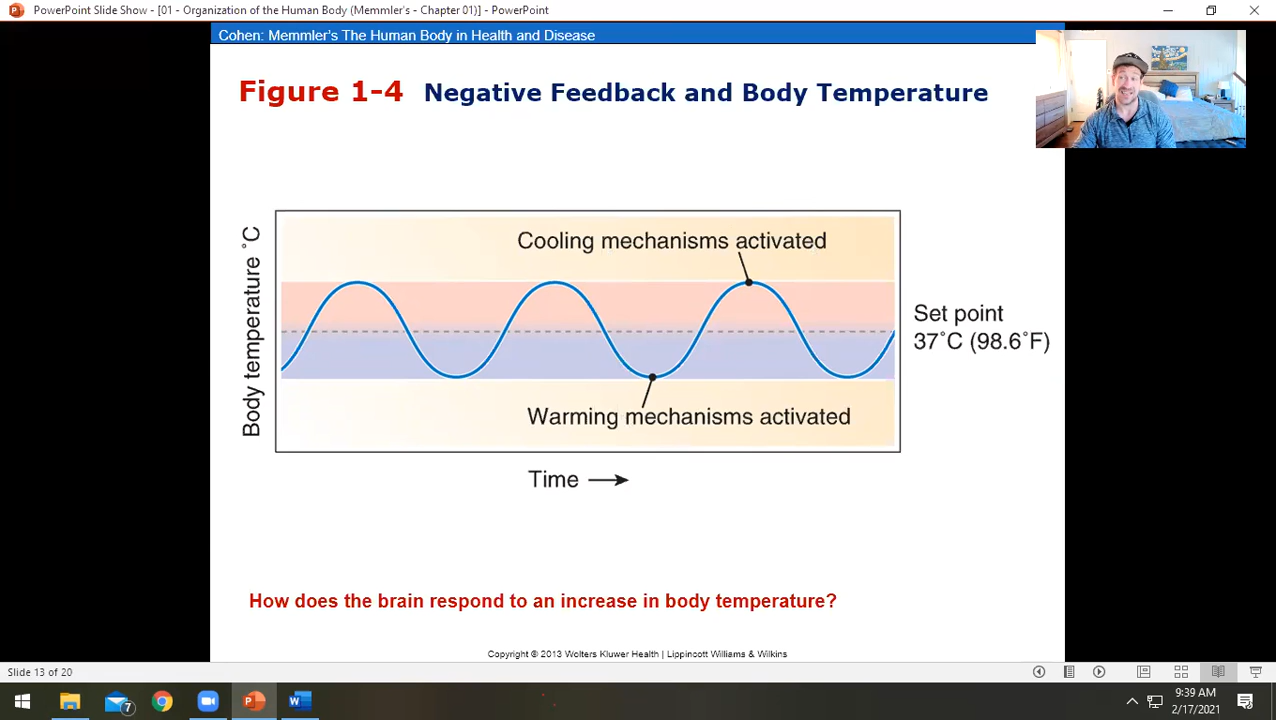 PowerPoint Slide Show - [01 - Organization of the Human Body (Memmler's - Chapter 01)] - PowerPoint
Cohen: Memmler's The Human Body in Health and Disease
Figure 1-4 Negative Feedback and Body Temperature
Body temperature °C
Cooling mechanisms activated
Set point
37°C (98.6°F)
Warming mechanisms activated
Time
How does the brain respond to an increase in body temperature?
Copyright © 2013 Wolters Kluwer Health | Lippincott Williams & Wilkins
Slide 13 of 20
7
9:39 AM
2/17/2021